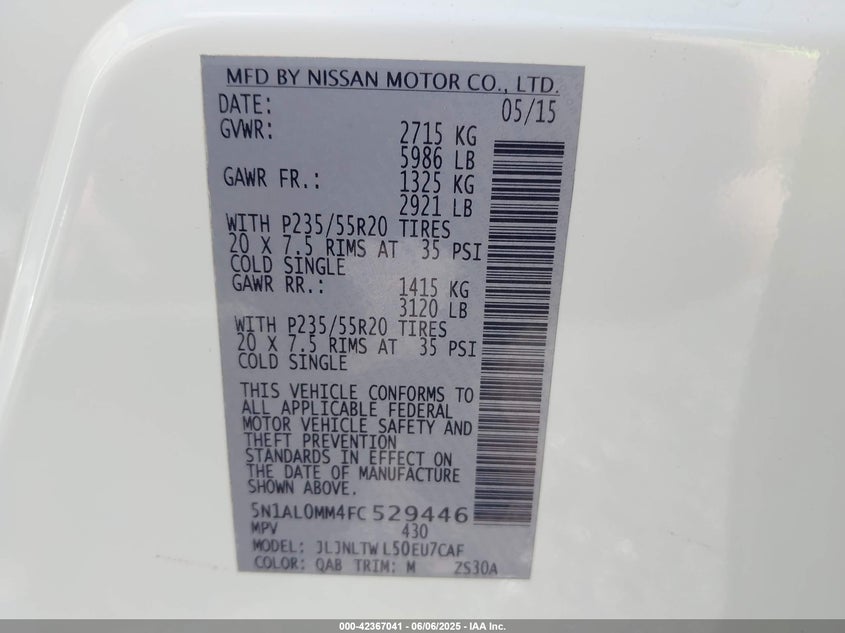 MFD BY NISSAN MOTOR CO., LTD.
DATE: 05/15
GVWR: 2715 KG
5986 LB
GAWR FR.: 1325 KG
2921 LB
WITH P235/55R20 TIRES
20 X 7.5 RIMS AT 35 PSI
COLD SINGLE
GAWR RR.: 1415 KG
3120 LB
WITH P235/55R20 TIRES
20 X 7.5 RIMS AT 35 PSI
COLD SINGLE
THIS VEHICLE CONFORMS TO
ALL APPLICABLE FEDERAL
MOTOR VEHICLE SAFETY AND
THEFT PREVENTION
STANDARDS IN EFFECT ON
THE DATE OF MANUFACTURE
SHOWN ABOVE.
5N1AL0MM4FC529446
MPV 430
MODEL: JLJNLTW L50EU7CAF
COLOR: QAB TRIM: M ZS30A
000-42367041 - 06/06/2025 - IAA Inc.